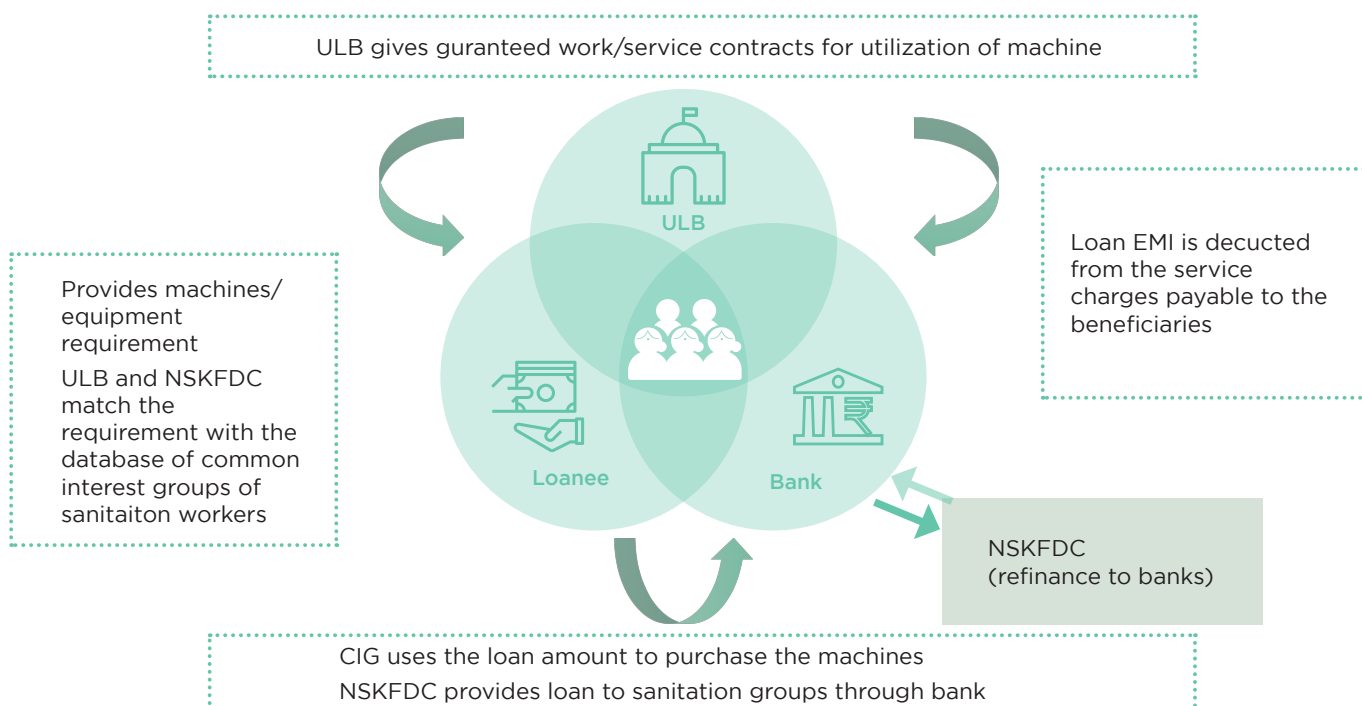 ULB gives guranteed work/service contracts for utilization of machine
ULB
Provides machines/
equipment
requirement
ULB and NSKFDC
match the
requirement with the
database of common
interest groups of
sanitaiton workers
Loan EMI is decucted
from the service
charges payable to the
beneficiaries
Loanee
Bank
NSKFDC
(refinance to banks)
CIG uses the loan amount to purchase the machines
NSKFDC provides loan to sanitation groups through bank